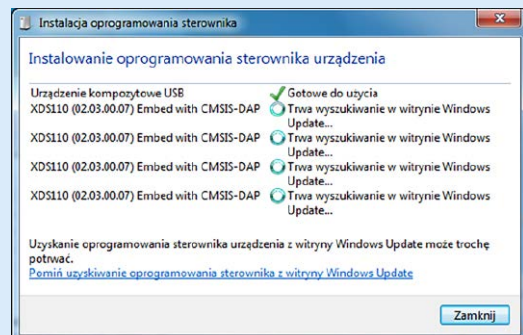 Instalacja oprogramowania sterownika
Instalowanie oprogramowania sterownika urządzenia
Urządzenie kompozytowe USB Gotowe do użycia
XDS110 (02.03.00.07) Embed with CMSIS-DAP Trwa wyszukiwanie w witrynie Windows
Update...
XDS110 (02.03.00.07) Embed with CMSIS-DAP Trwa wyszukiwanie w witrynie Windows
Update...
XDS110 (02.03.00.07) Embed with CMSIS-DAP Trwa wyszukiwanie w witrynie Windows
Update...
XDS110 (02.03.00.07) Embed with CMSIS-DAP Trwa wyszukiwanie w witrynie Windows
Update...
Uzyskanie oprogramowania sterownika urządzenia z witryny Windows Update może trochę
potrwać.
Pomiń uzyskiwanie oprogramowania sterownika z witryny Windows Update
Zamknij